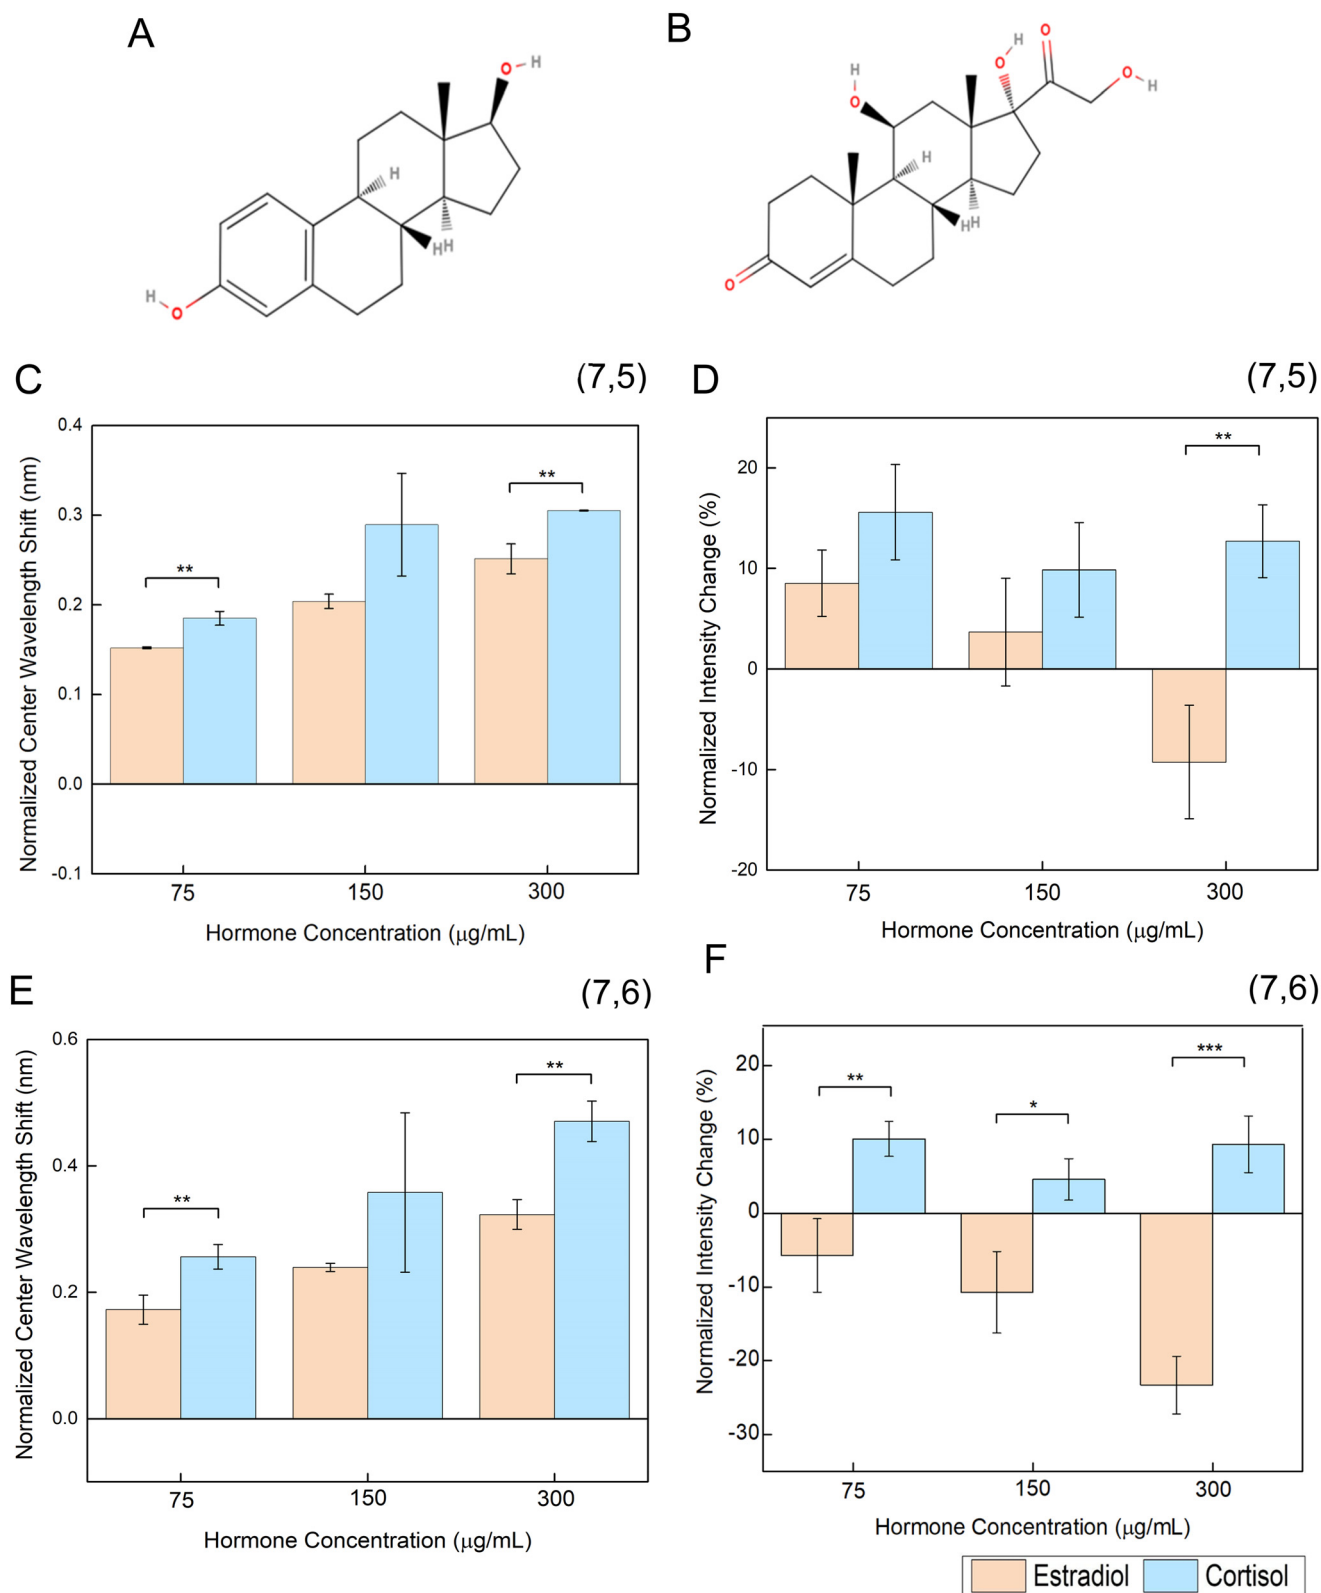 A
B
H
O
H
H
O
H
H
O
H
O
O
O
H
H
O
H
H
H
O
C
(7,5)
Normalized Center Wavelength Shift (nm)
0.4
0.3
0.2
0.1
0.0
-0.1
**
**
75
150
300
Hormone Concentration (μg/mL)
D
(7,5)
Normalized Intensity Change (%)
20
10
0
-10
-20
**
75
150
300
Hormone Concentration (μg/mL)
E
(7,6)
Normalized Center Wavelength Shift (nm)
0.6
0.4
0.2
0.0
**
**
75
150
300
Hormone Concentration (μg/mL)
F
(7,6)
Normalized Intensity Change (%)
20
10
0
-10
-20
-30
**
*
***
75
150
300
Hormone Concentration (μg/mL)
Estradiol
Cortisol